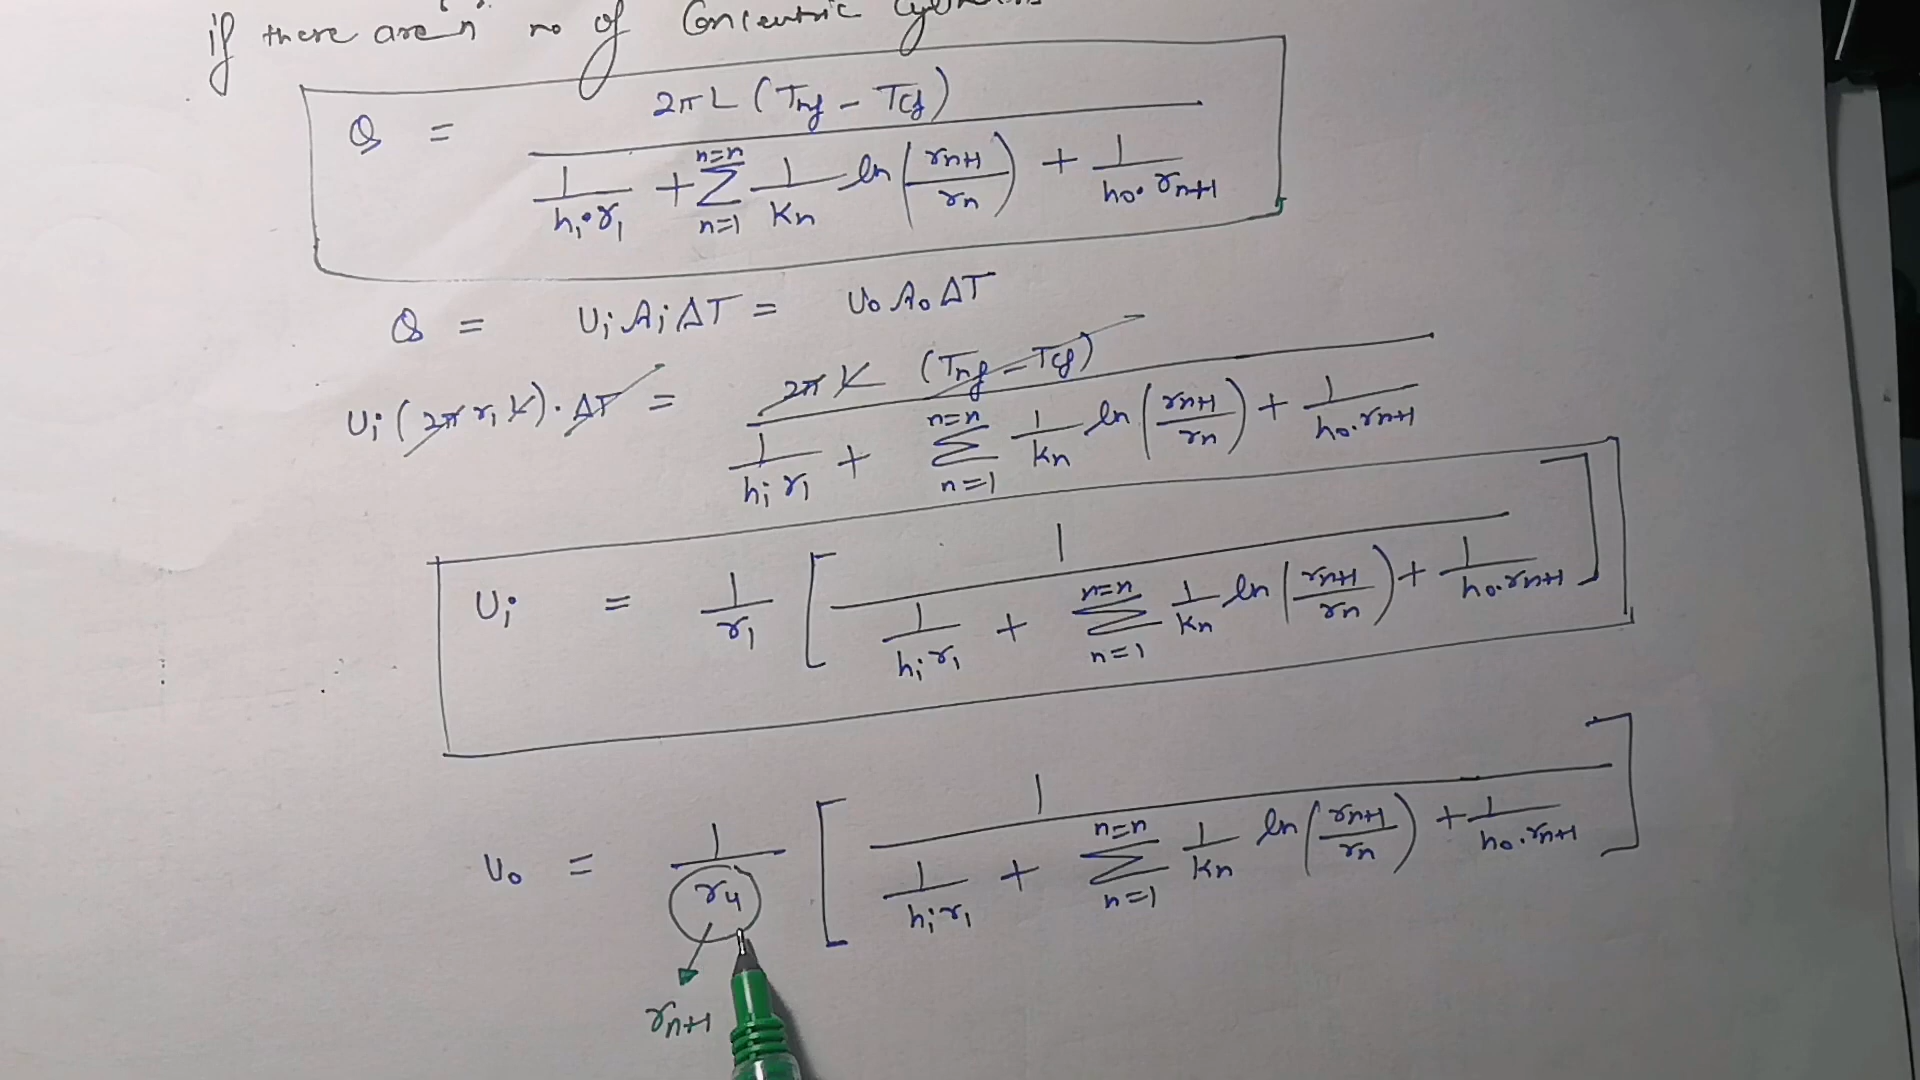 "n"
if there are no of Concentric
Q = 2πL (Thf - Tcf) / (1/(hi.r1) + Σ(n=1 to n=n) 1/Kn ln(rn+1/rn) + 1/(ho.rn+1))
Q = Ui Ai ΔT = Uo Ao ΔT
Ui (2π r1 L) . ΔT = 2π L (Thf - Tcf) / (1/(hi r1) + Σ(n=1 to n=n) 1/Kn ln(rn+1/rn) + 1/(ho.rn+1))
Ui = 1/r1 [ 1 / (1/(hi r1) + Σ(n=1 to n=n) 1/Kn ln(rn+1/rn) + 1/(ho.rn+1)) ]
Uo = 1/r4 [ 1 / (1/(hi r1) + Σ(n=1 to n=n) 1/Kn ln(rn+1/rn) + 1/(ho.rn+1)) ]
rn+1